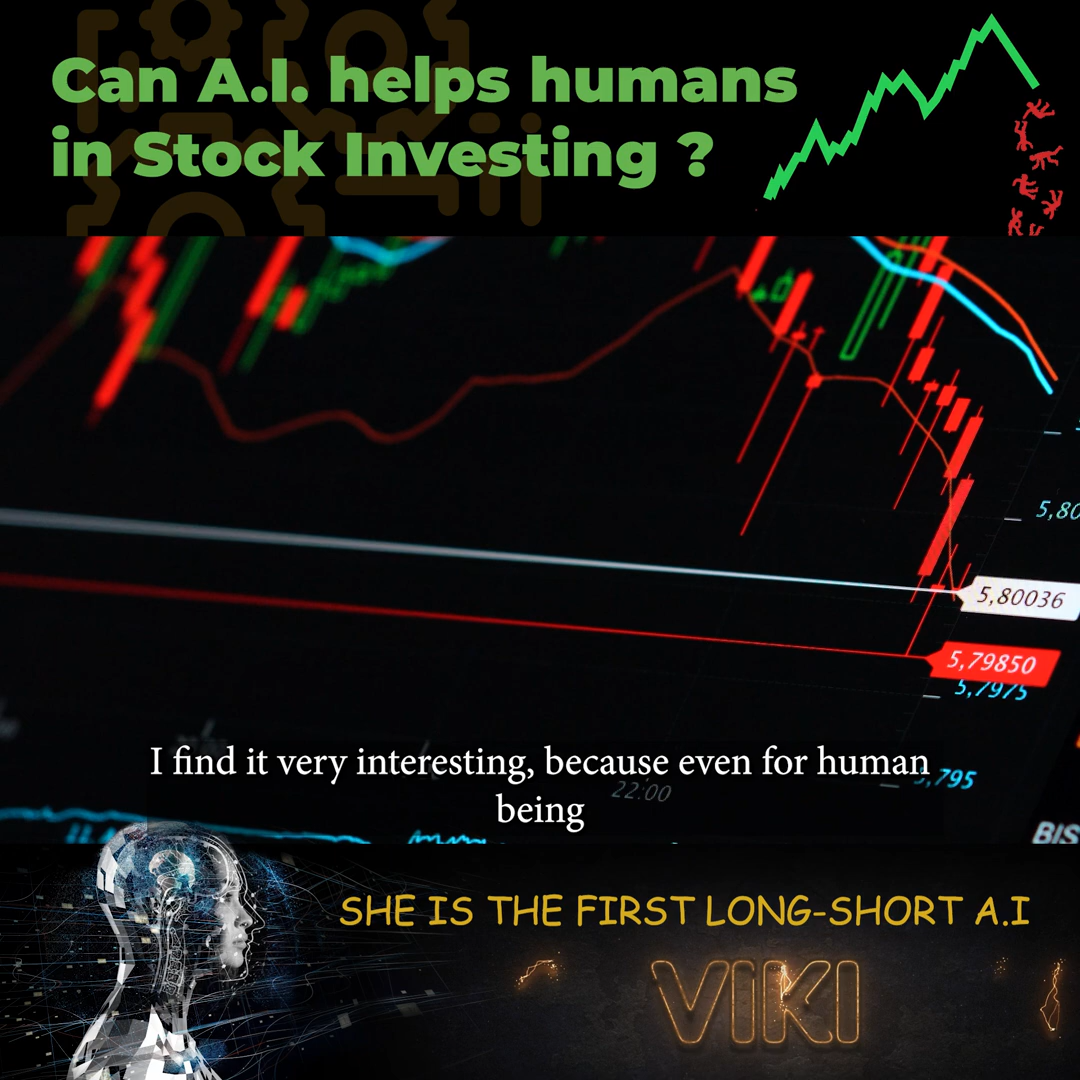 Can A.I. helps humans
in Stock Investing ?
5,80
5,80036
5,79850
5,7975
I find it very interesting, because even for human
being
5,795
22:00
BIS
SHE IS THE FIRST LONG-SHORT A.I
VIKI